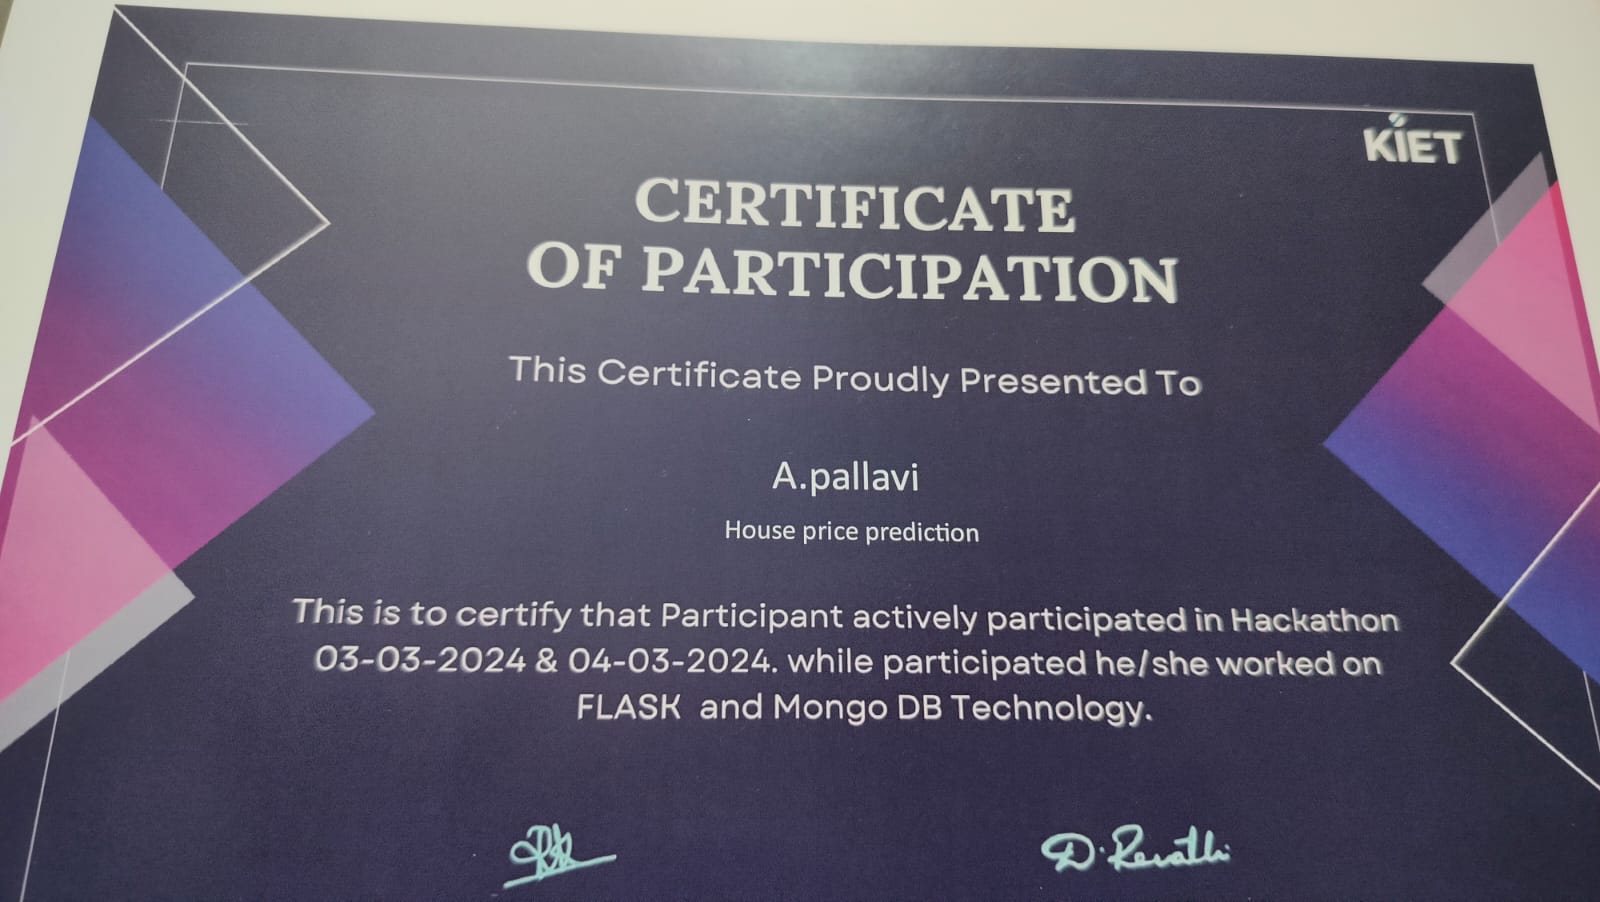 KIET
CERTIFICATE
OF PARTICIPATION
This Certificate Proudly Presented To
A.pallavi
House price prediction
This is to certify that Participant actively participated in Hackathon
03-03-2024 & 04-03-2024. while participated he/she worked on
FLASK and Mongo DB Technology.
D. Revathi